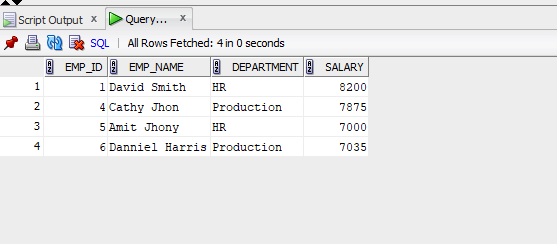 Script Output x Query... x
SQL | All Rows Fetched: 4 in 0 seconds
EMP_ID EMP_NAME DEPARTMENT SALARY
1 1 David Smith HR 8200
2 4 Cathy Jhon Production 7875
3 5 Amit Jhony HR 7000
4 6 Danniel Harris Production 7035